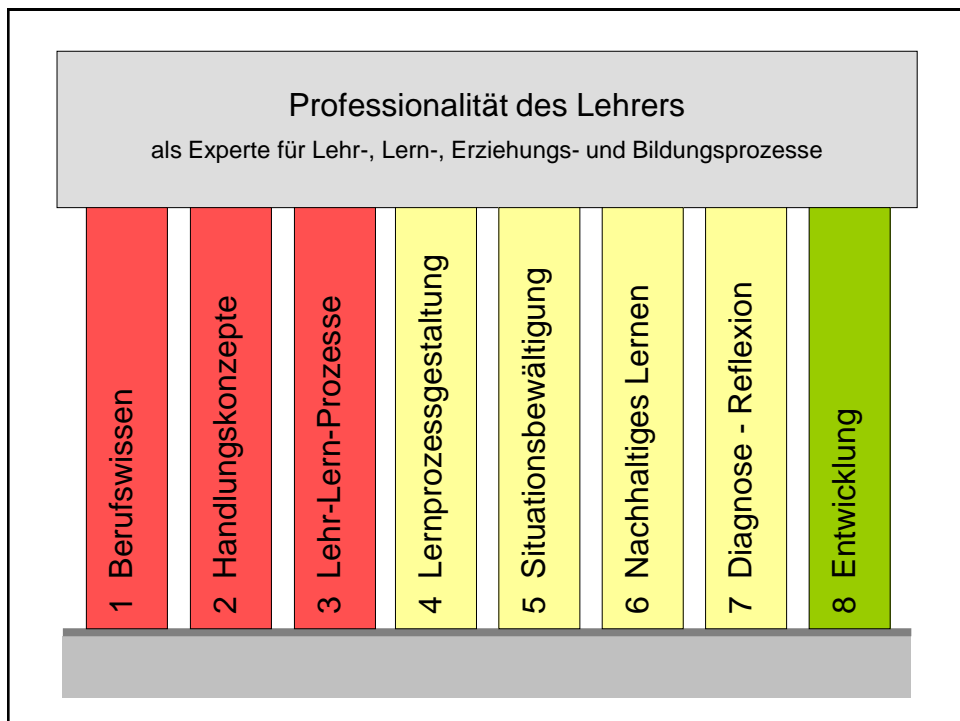 Professionalität des Lehrers
als Experte für Lehr-, Lern-, Erziehungs- und Bildungsprozesse
1 Berufswissen
2 Handlungskonzepte
3 Lehr-Lern-Prozesse
4 Lernprozessgestaltung
5 Situationsbewältigung
6 Nachhaltiges Lernen
7 Diagnose - Reflexion
8 Entwicklung